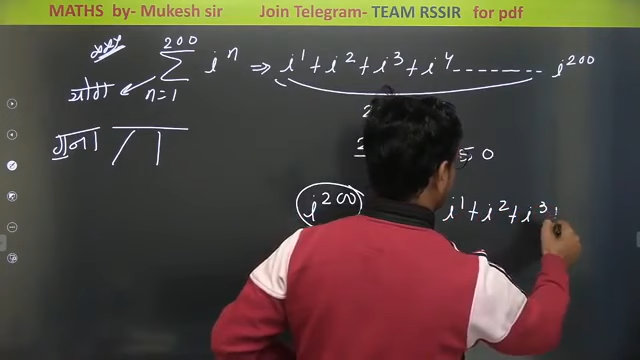 MATHS by- Mukesh sir Join Telegram- TEAM RSSIR for pdf
200
∑ iⁿ ⇒ i¹ + i² + i³ + i⁴ -------- i²⁰⁰
n=1
योग
गुना
0
i²⁰⁰ i¹ + i² + i³